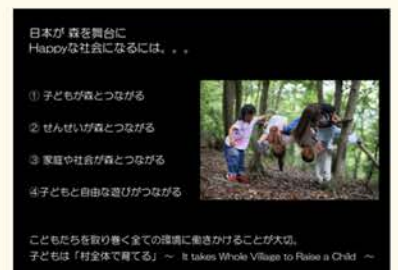 日本が 森を舞台に
Happyな社会になるには。。。
① 子どもが森とつながる
② せんせいが森とつながる
③ 家庭や社会が森とつながる
④子どもと自由な遊びがつながる
こどもたちを取り巻く全ての環境に働きかけることが大切。
子どもは「村全体で育てる」 ～ It takes Whole Village to Raise a Child ～